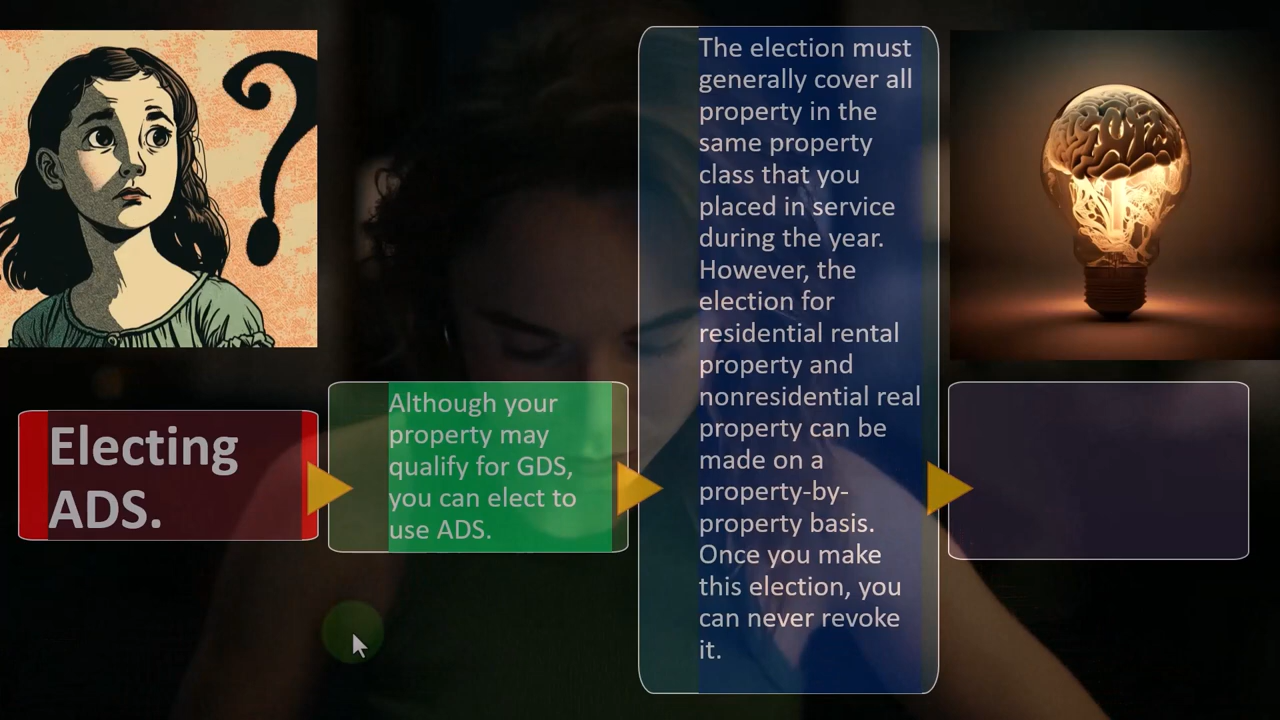 Electing
ADS.
Although your
property may
qualify for GDS,
you can elect to
use ADS.
The election must
generally cover all
property in the
same property
class that you
placed in service
during the year.
However, the
election for
residential rental
property and
nonresidential real
property can be
made on a
property-by-
property basis.
Once you make
this election, you
can never revoke
it.